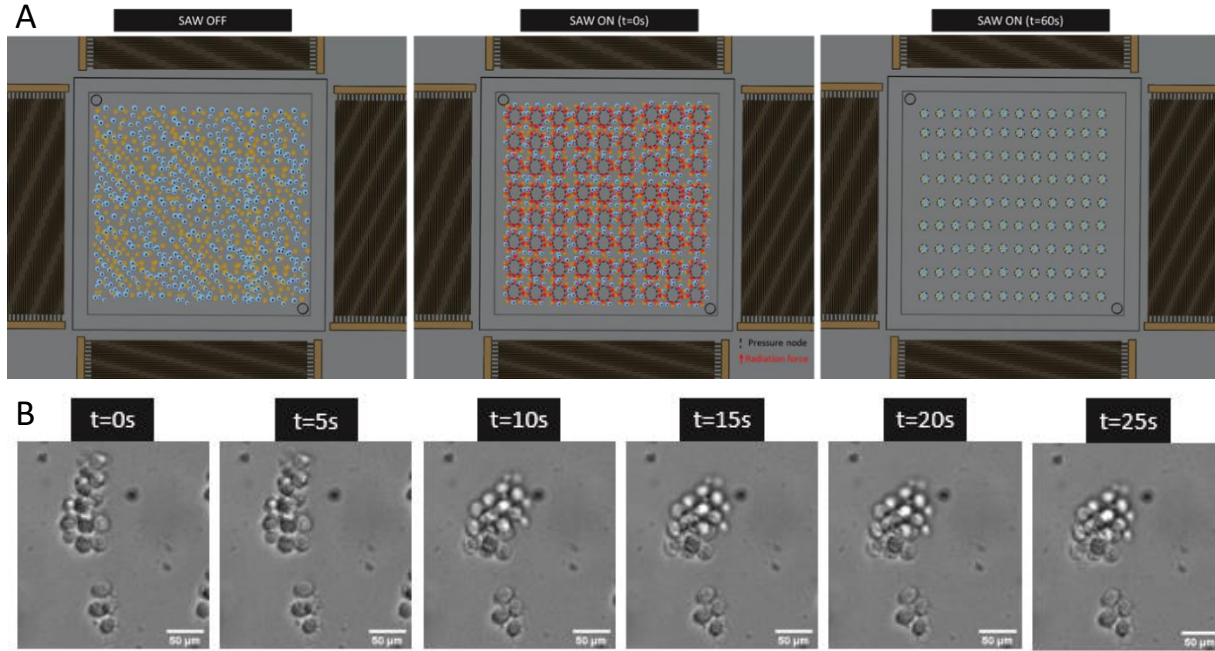 A
SAW OFF
SAW ON (t=0s)
SAW ON (t=60s)
Pressure node
Radiation force
B
t=0s
t=5s
t=10s
t=15s
t=20s
t=25s
50 µm
50 µm
50 µm
50 µm
50 µm
50 µm